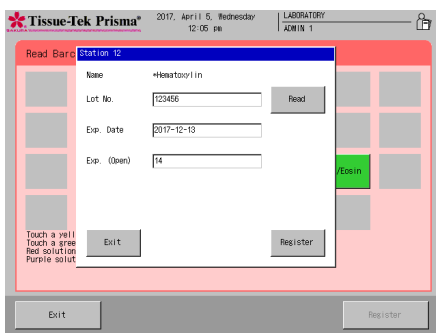 Tissue-Tek Prisma®
2017, April 5, Wednesday
12:05 pm
LABORATORY
ADMIN 1
Read Barc
Station 12
Name *Hematoxylin
Lot No. 123456 Read
Exp. Date 2017-12-13
Exp. (Open) 14
/Eosin
Touch a yell
Touch a gree
Red solution
Purple solut
Exit Register
Exit Register